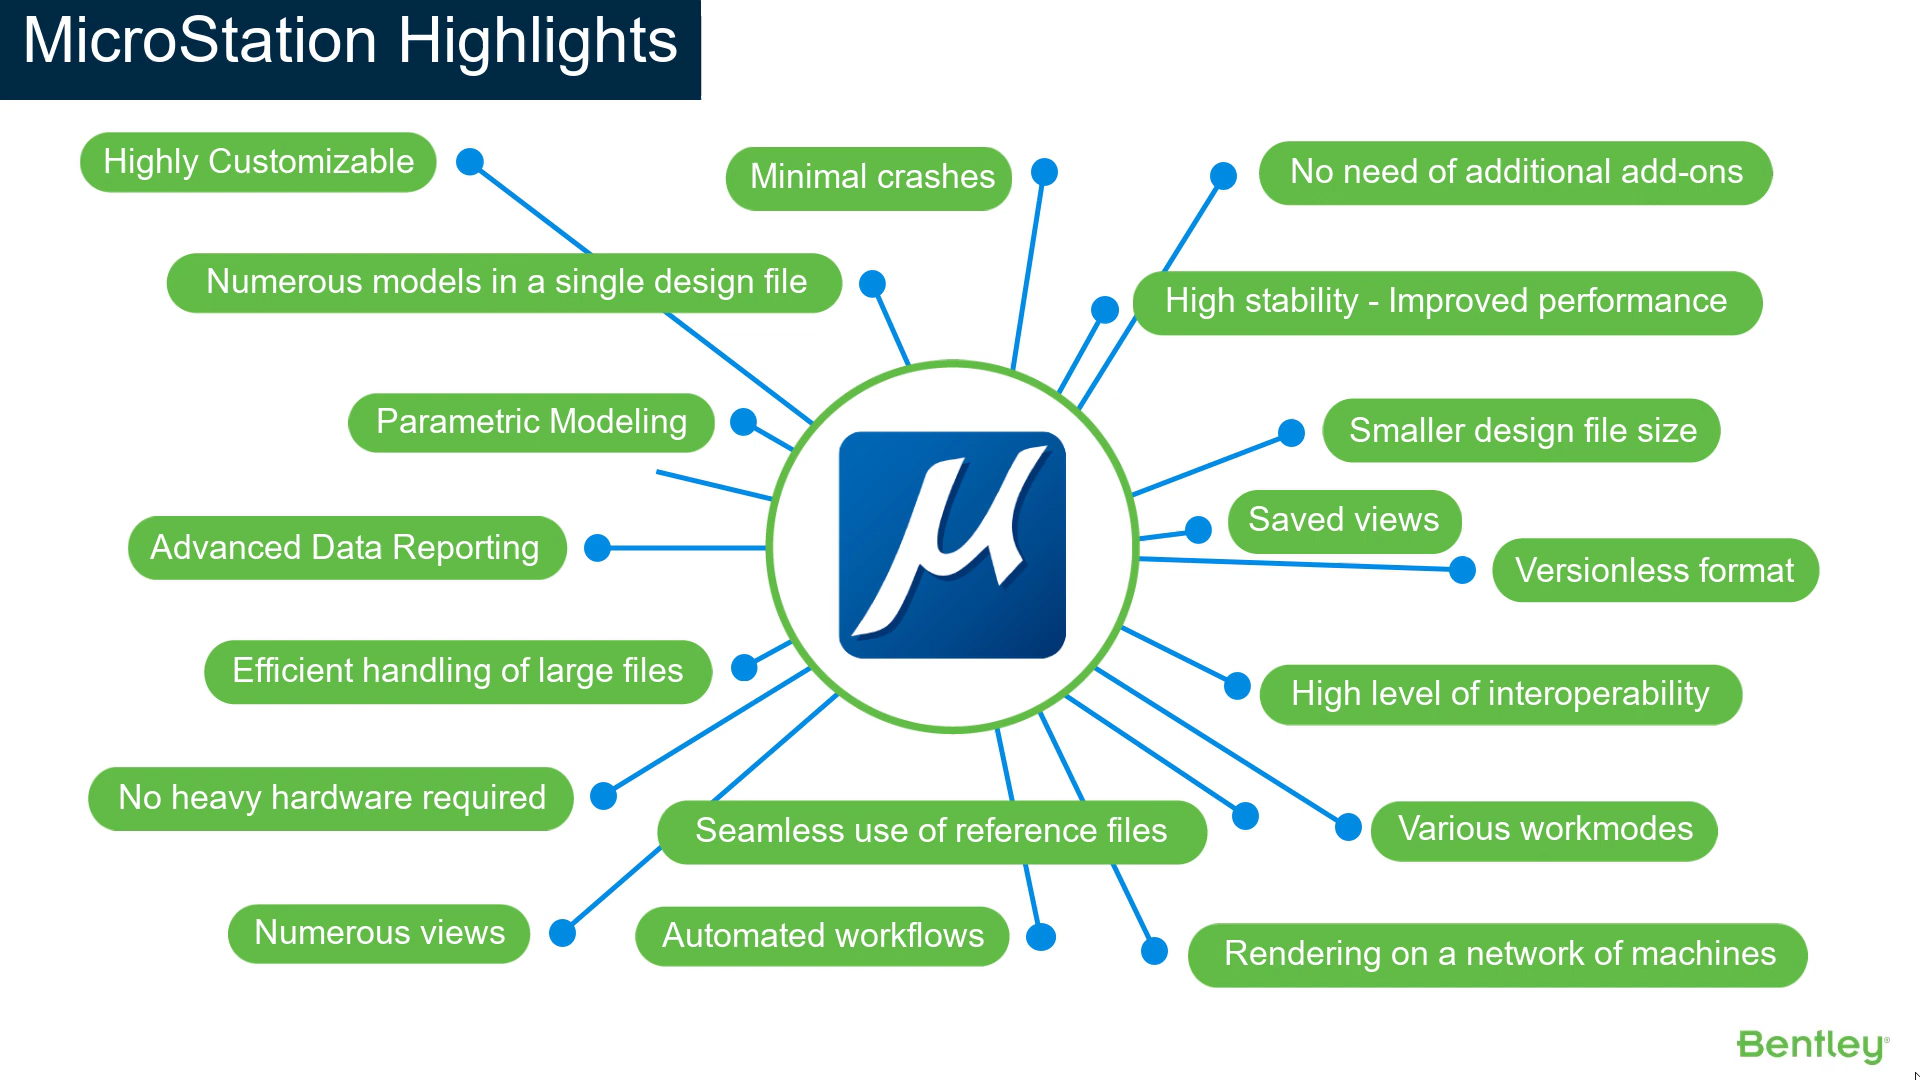 MicroStation Highlights
Highly Customizable
Minimal crashes
No need of additional add-ons
Numerous models in a single design file
High stability - Improved performance
Parametric Modeling
Smaller design file size
Saved views
Advanced Data Reporting
Versionless format
Efficient handling of large files
High level of interoperability
No heavy hardware required
Seamless use of reference files
Various workmodes
Numerous views
Automated workflows
Rendering on a network of machines
µ
Bentley®